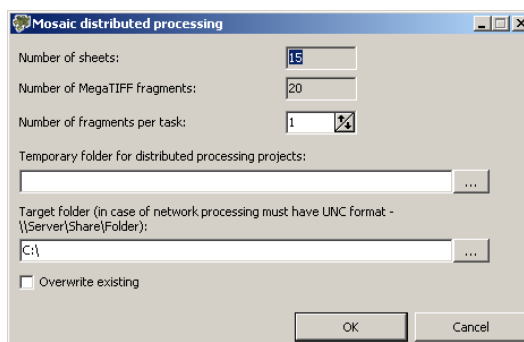 Mosaic distributed processing
Number of sheets: 15
Number of MegaTIFF fragments: 20
Number of fragments per task: 1
Temporary folder for distributed processing projects:
...
Target folder (in case of network processing must have UNC format -
\\Server\Share\Folder):
C:\ ...
Overwrite existing
OK Cancel